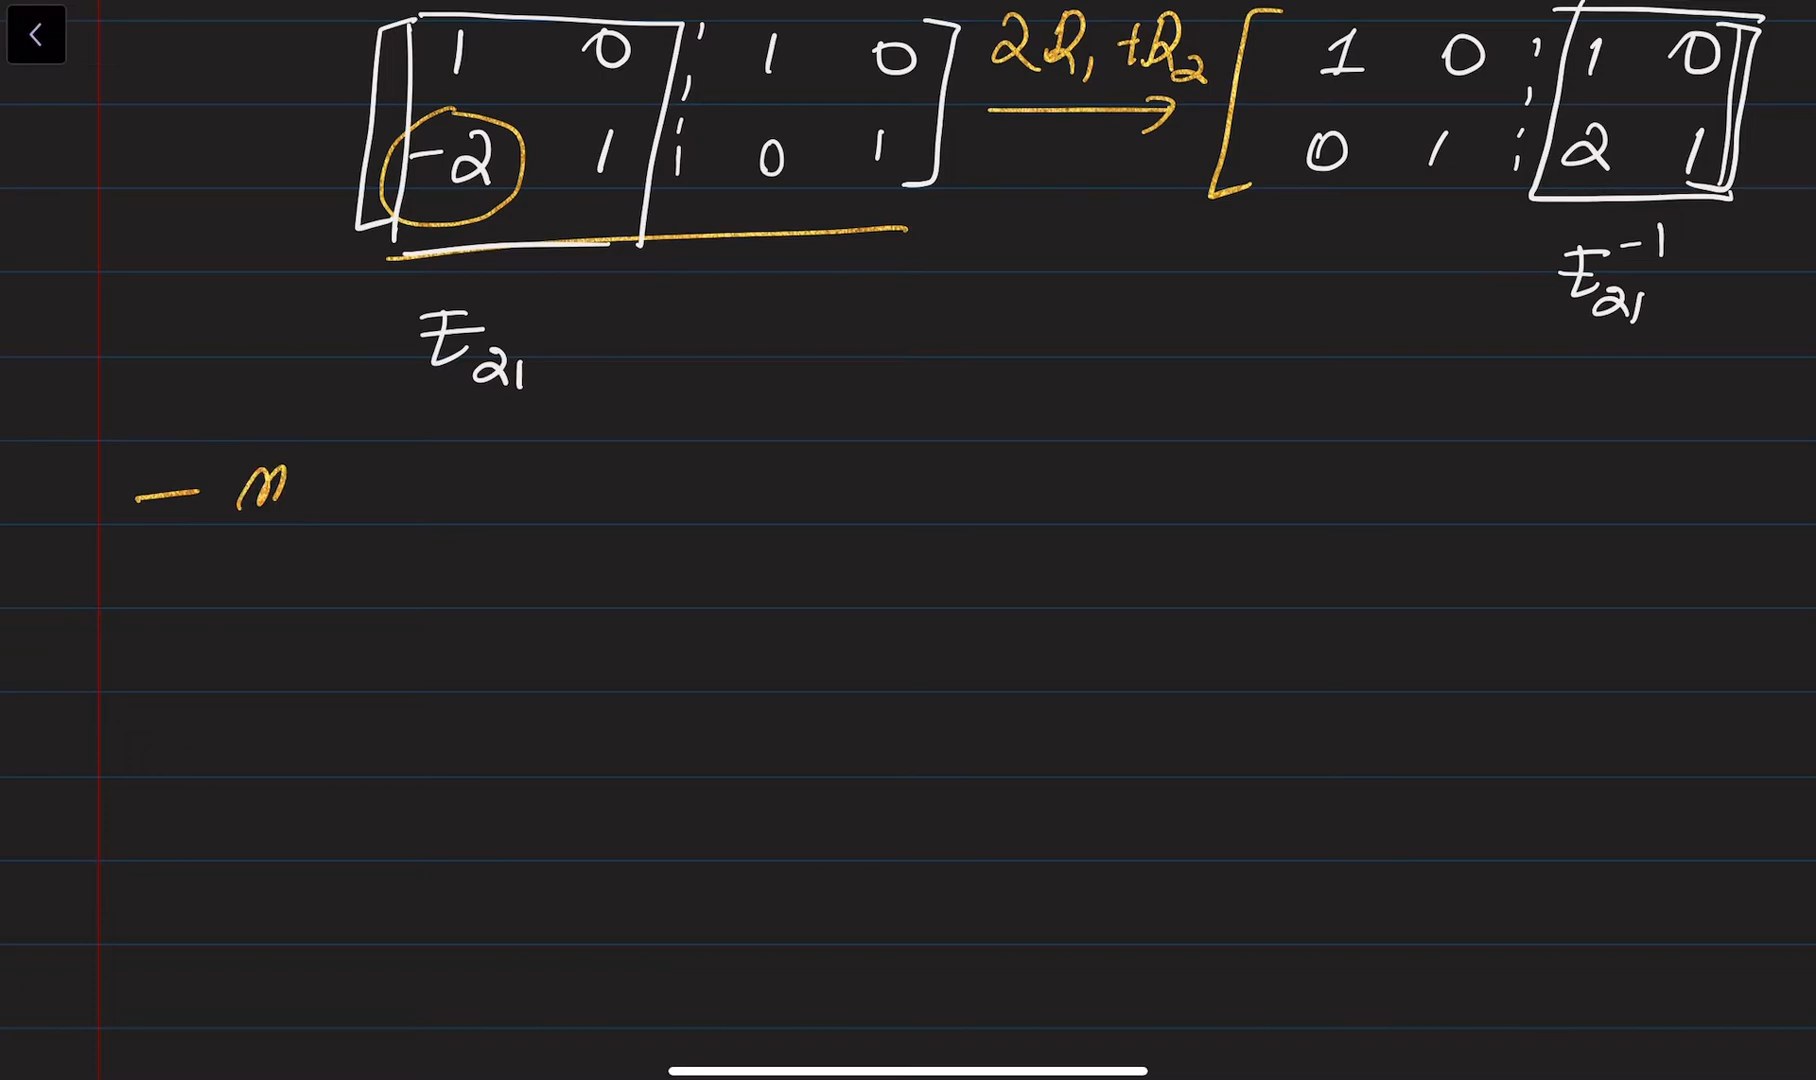 [ 1 0 ¦ 1 0 ] 2R₁ + R₂ [ 1 0 ¦ 1 0 ]
[ -2 1 ¦ 0 1 ] → [ 0 1 ¦ 2 1 ]
E₂₁⁻¹
E₂₁
— m